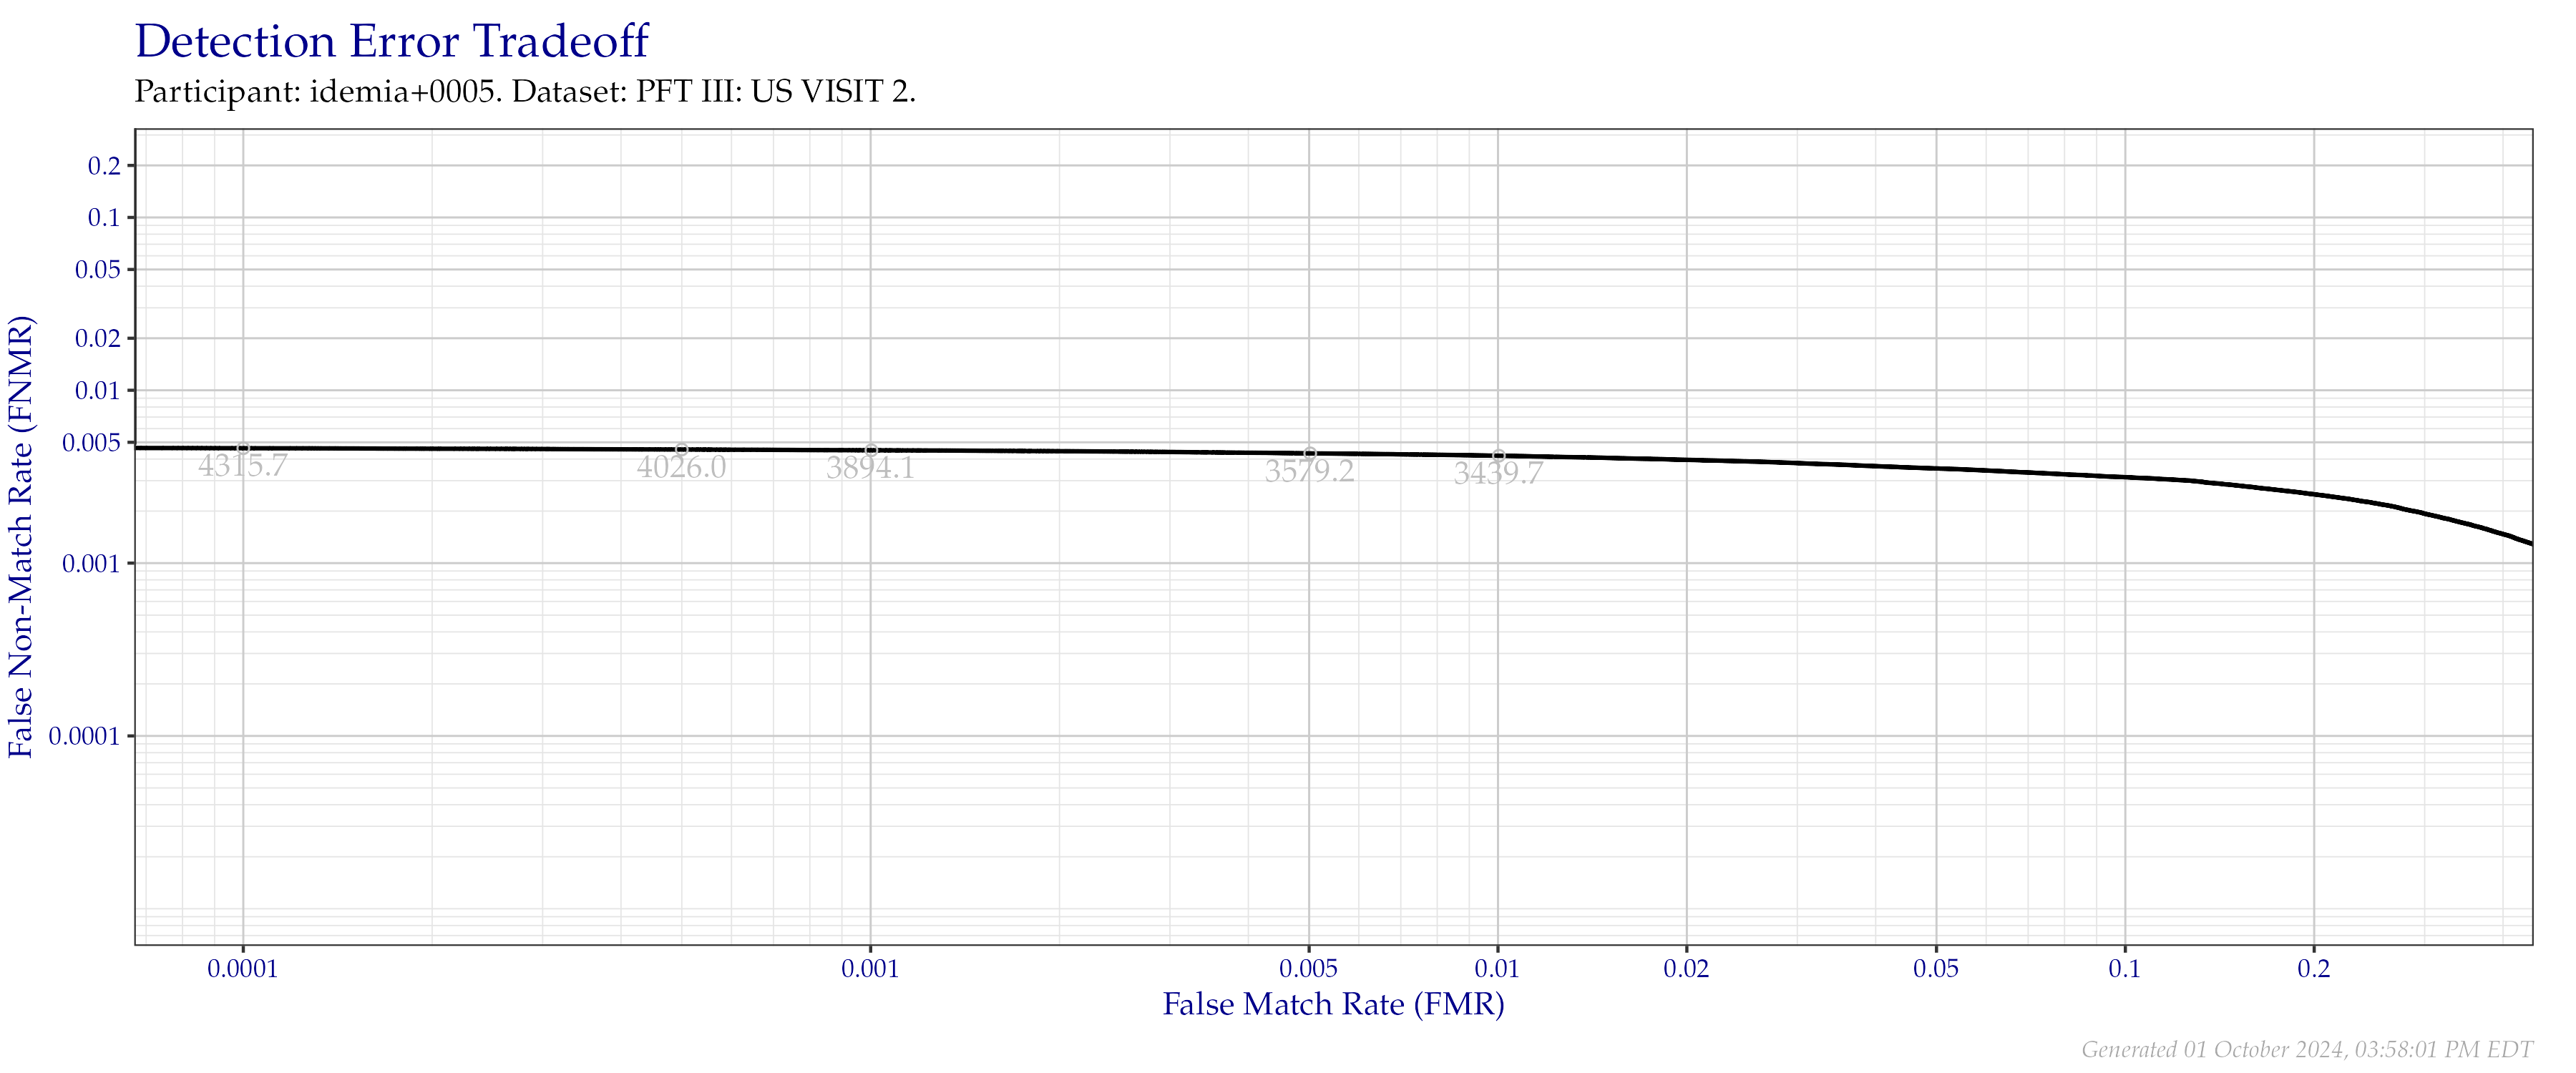 Detection Error Tradeoff
Participant: idemia+0005. Dataset: PFT III: US VISIT 2.
False Non-Match Rate (FNMR)
0.2
0.1
0.05
0.02
0.01
0.005
0.001
0.0001
4315.7
4026.0
3894.1
3579.2
3439.7
0.0001 0.001 0.005 0.01 0.02 0.05 0.1 0.2
False Match Rate (FMR)
Generated 01 October 2024, 03:58:01 PM EDT